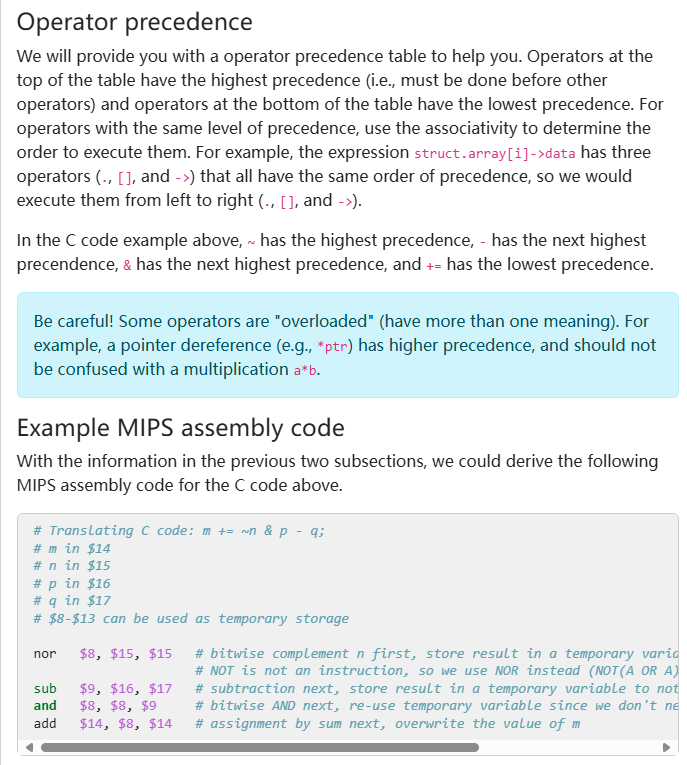 Operator precedence
We will provide you with a operator precedence table to help you. Operators at the
top of the table have the highest precedence (i.e., must be done before other
operators) and operators at the bottom of the table have the lowest precedence. For
operators with the same level of precedence, use the associativity to determine the
order to execute them. For example, the expression struct.array[i]->data has three
operators (., [], and ->) that all have the same order of precedence, so we would
execute them from left to right (., [], and ->).
In the C code example above, ~ has the highest precedence, - has the next highest
precendence, & has the next highest precedence, and += has the lowest precedence.
Be careful! Some operators are "overloaded" (have more than one meaning). For
example, a pointer dereference (e.g., *ptr) has higher precedence, and should not
be confused with a multiplication a*b.
Example MIPS assembly code
With the information in the previous two subsections, we could derive the following
MIPS assembly code for the C code above.
# Translating C code: m += ~n & p - q;
# m in $14
# n in $15
# p in $16
# q in $17
# $8-$13 can be used as temporary storage
nor $8, $15, $15 # bitwise complement n first, store result in a temporary varia
# NOT is not an instruction, so we use NOR instead (NOT(A OR A)
sub $9, $16, $17 # subtraction next, store result in a temporary variable to not
and $8, $8, $9 # bitwise AND next, re-use temporary variable since we don't ne
add $14, $8, $14 # assignment by sum next, overwrite the value of m